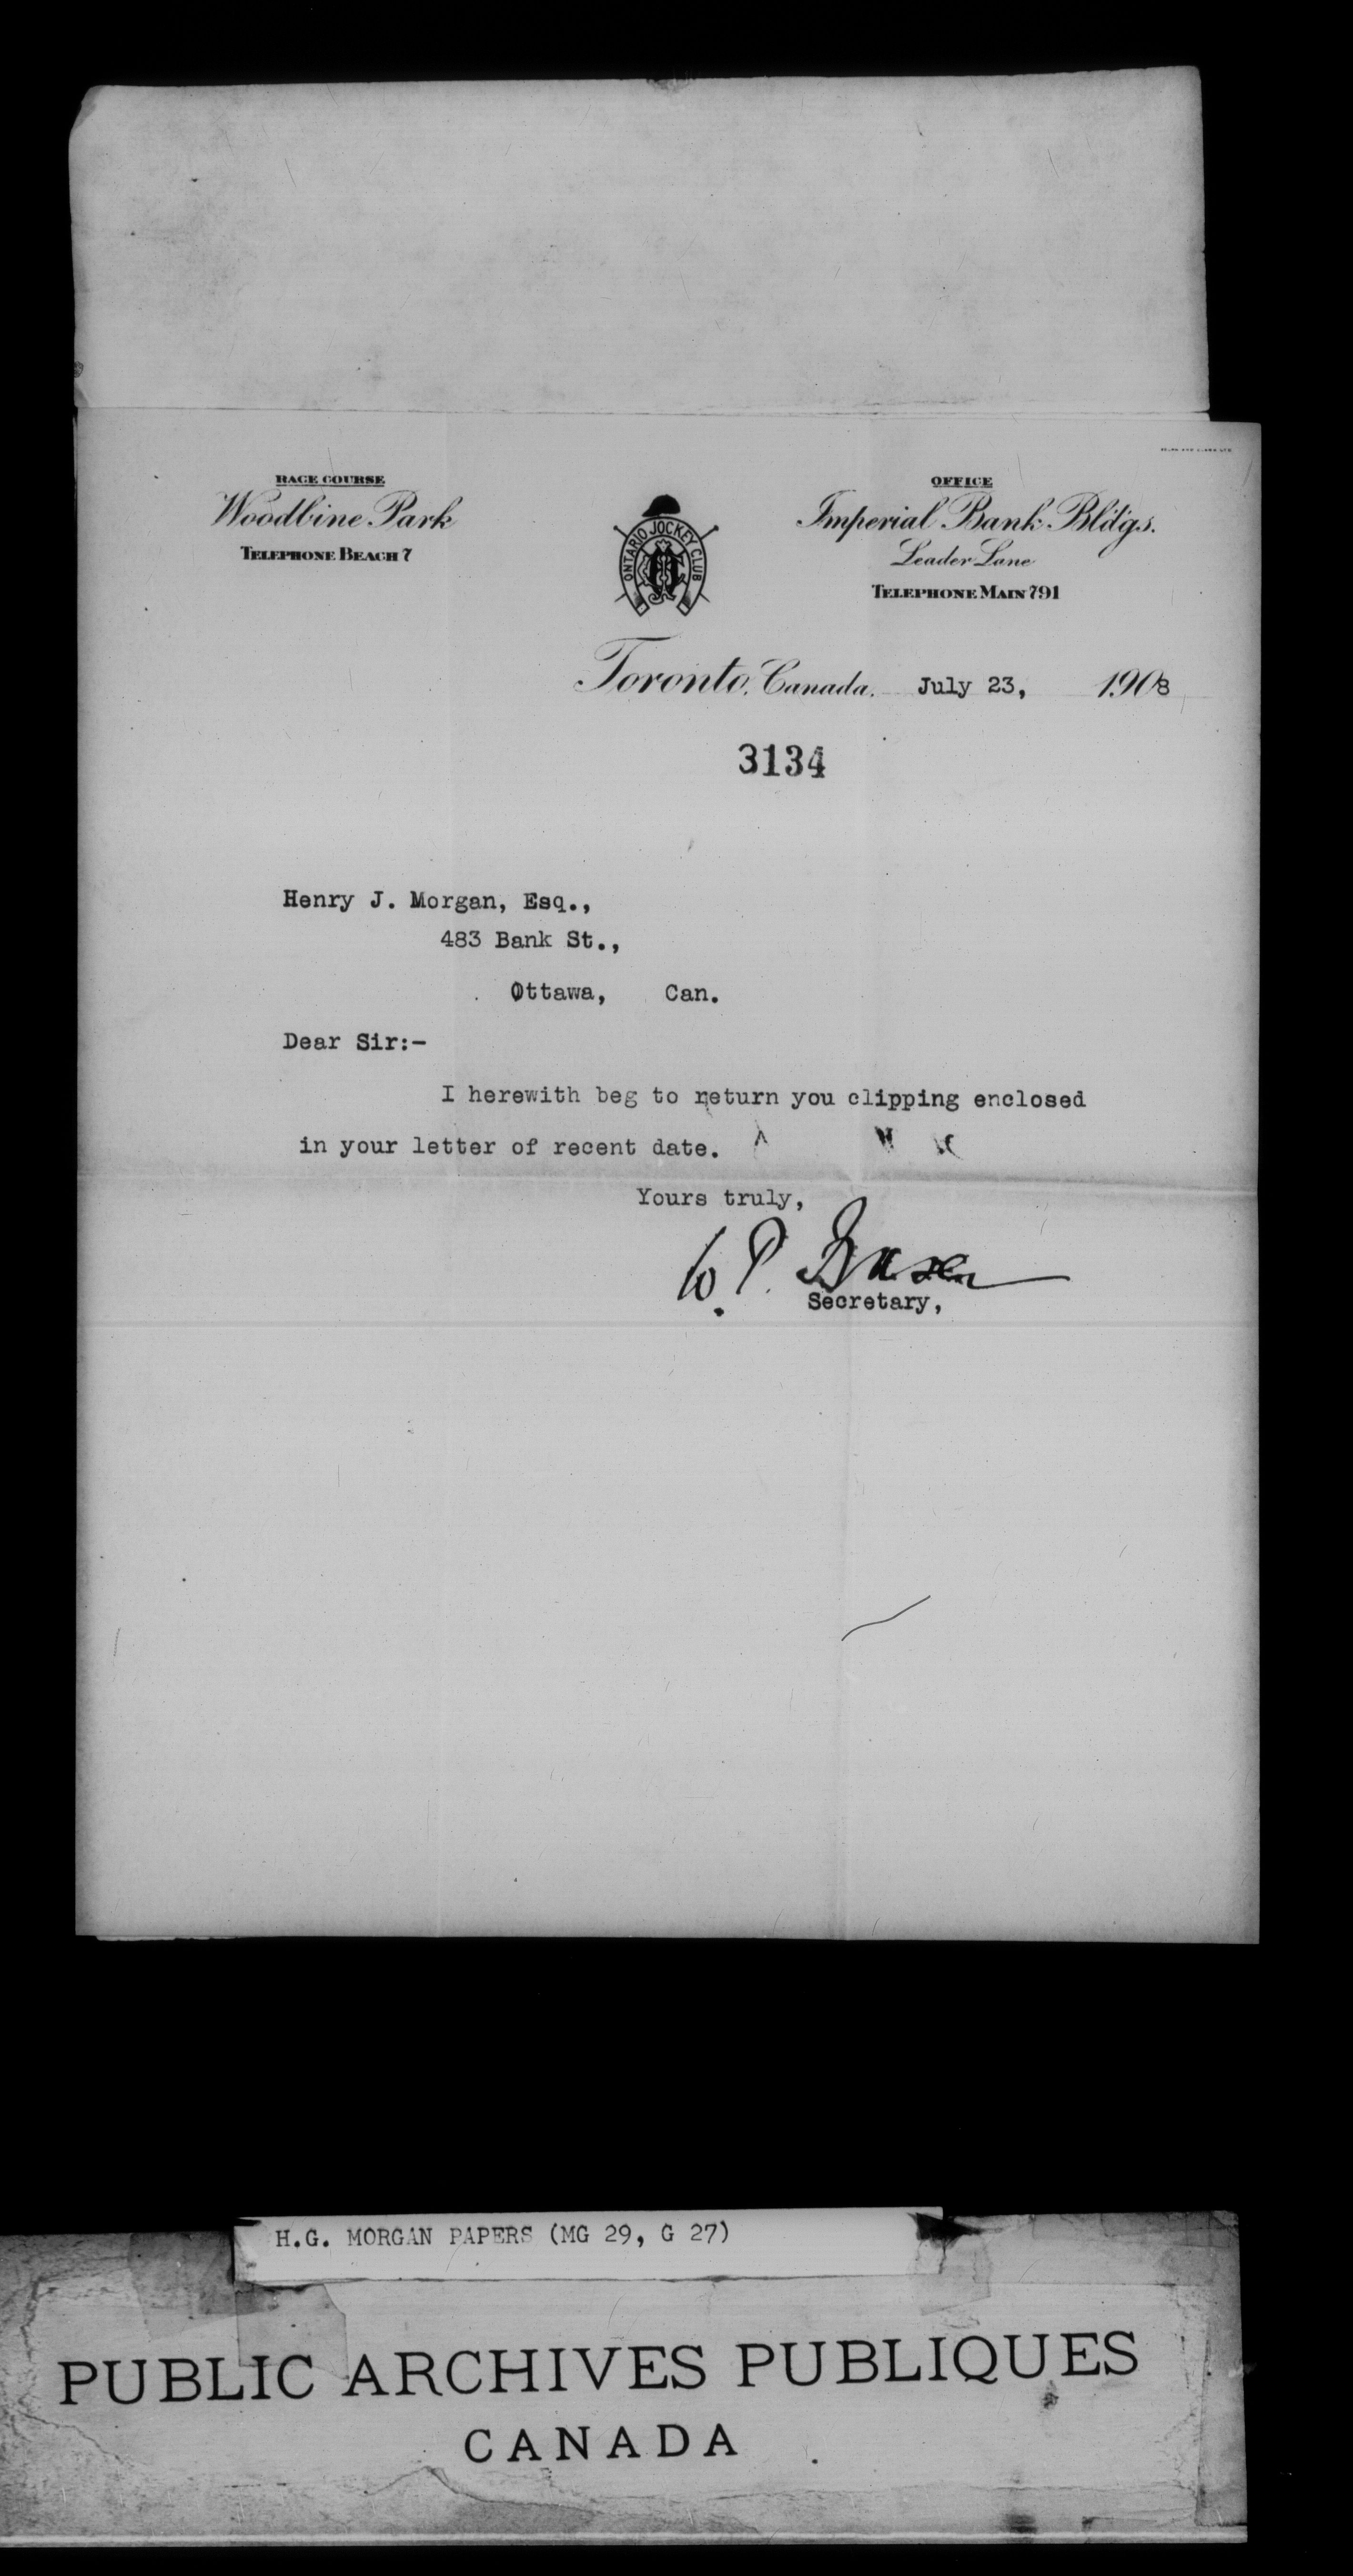 RACE COURSE
Woodbine Park
TELEPHONE BEACH 7
ONTARIO JOCKEY CLUB
OFFICE
Imperial Bank Bldgs.
Leader Lane
TELEPHONE MAIN 791
Toronto, Canada. July 23, 1908
3134
Henry J. Morgan, Esq.,
483 Bank St.,
Ottawa, Can.
Dear Sir:-
I herewith beg to return you clipping enclosed
in your letter of recent date.
Yours truly,
W. P. Fraser
Secretary,
H.G. MORGAN PAPERS (MG 29, G 27)
PUBLIC ARCHIVES PUBLIQUES
CANADA